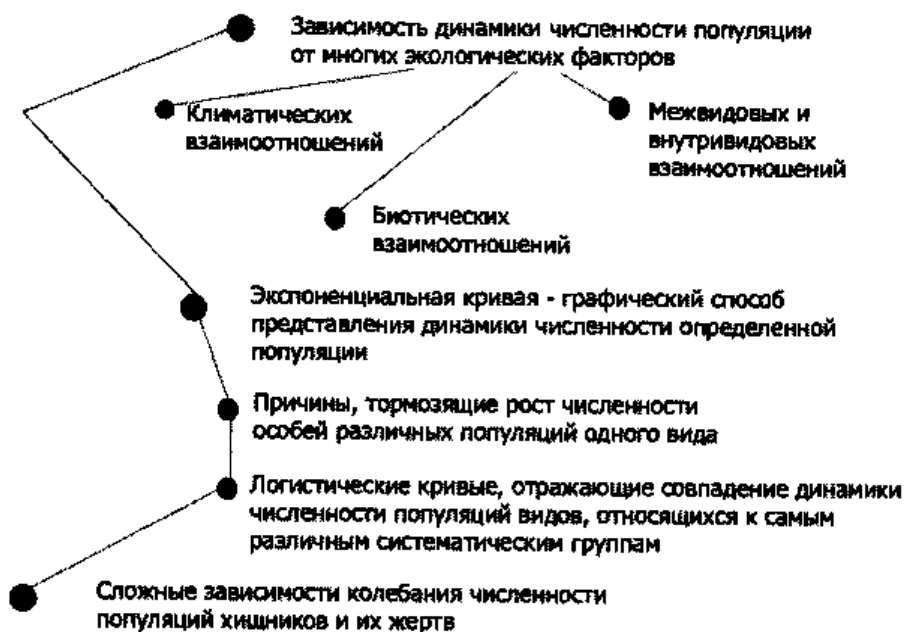 Зависимость динамики численности популяции
от многих экологических факторов
Климатических
взаимоотношений
Межвидовых и
внутривидовых
взаимоотношений
Биотических
взаимоотношений
Экспоненциальная кривая - графический способ
представления динамики численности определенной
популяции
Причины, тормозящие рост численности
особей различных популяций одного вида
Логистические кривые, отражающие совпадение динамики
численности популяций видов, относящихся к самым
различным систематическим группам
Сложные зависимости колебания численности
популяций хищников и их жертв